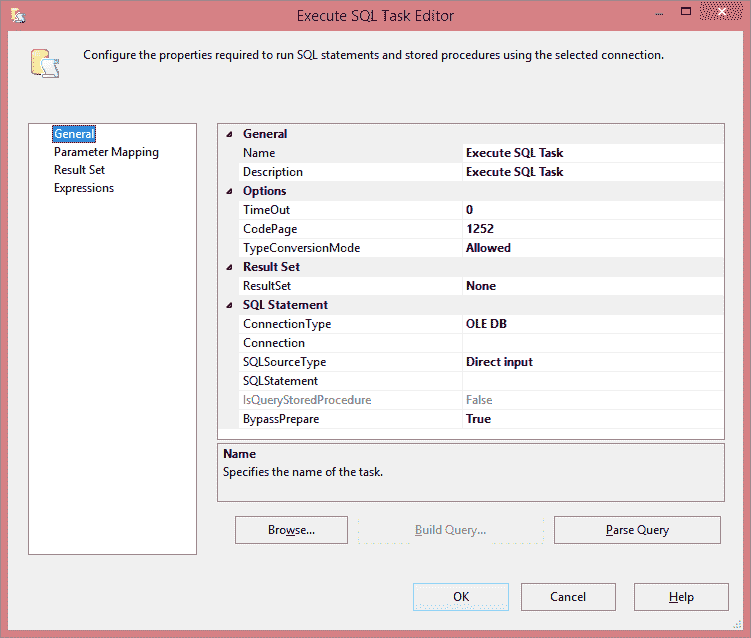 Execute SQL Task Editor
Configure the properties required to run SQL statements and stored procedures using the selected connection.
General
Parameter Mapping
Result Set
Expressions
General
Name Execute SQL Task
Description Execute SQL Task
Options
TimeOut 0
CodePage 1252
TypeConversionMode Allowed
Result Set
ResultSet None
SQL Statement
ConnectionType OLE DB
Connection
SQLSourceType Direct input
SQLStatement
IsQueryStoredProcedure False
BypassPrepare True
Name
Specifies the name of the task.
Browse... Build Query... Parse Query
OK Cancel Help